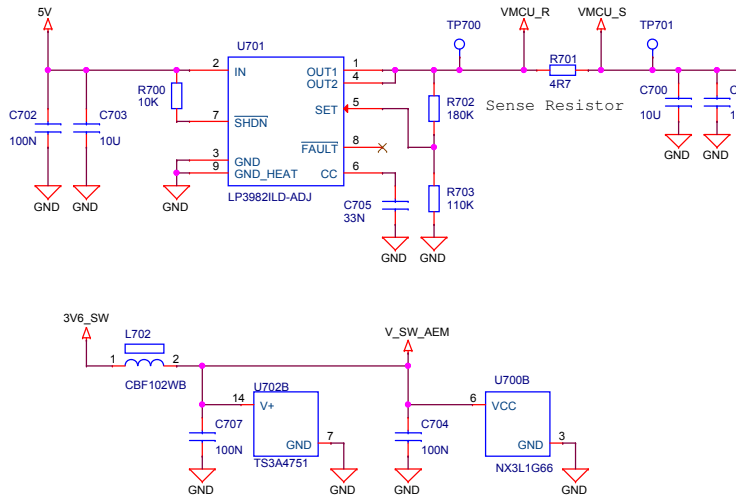 5V
TP700
VMCU_R
VMCU_S
TP701
U701
2
IN
OUT1
1
OUT2
4
R700
10K
C702
100N
C703
10U
7
SHDN
SET
5
R702
180K
R701
4R7
Sense Resistor
C700
10U
C
1
FAULT
8
3
GND
9
GND_HEAT
CC
6
LP3982ILD-ADJ
C705
33N
R703
110K
GND
GND
GND
GND
GND
GND
GND
3V6_SW
L702
1
2
CBF102WB
V_SW_AEM
U702B
14
V+
C707
100N
GND
7
TS3A4751
C704
100N
U700B
6
VCC
GND
3
NX3L1G66
GND
GND
GND
GND